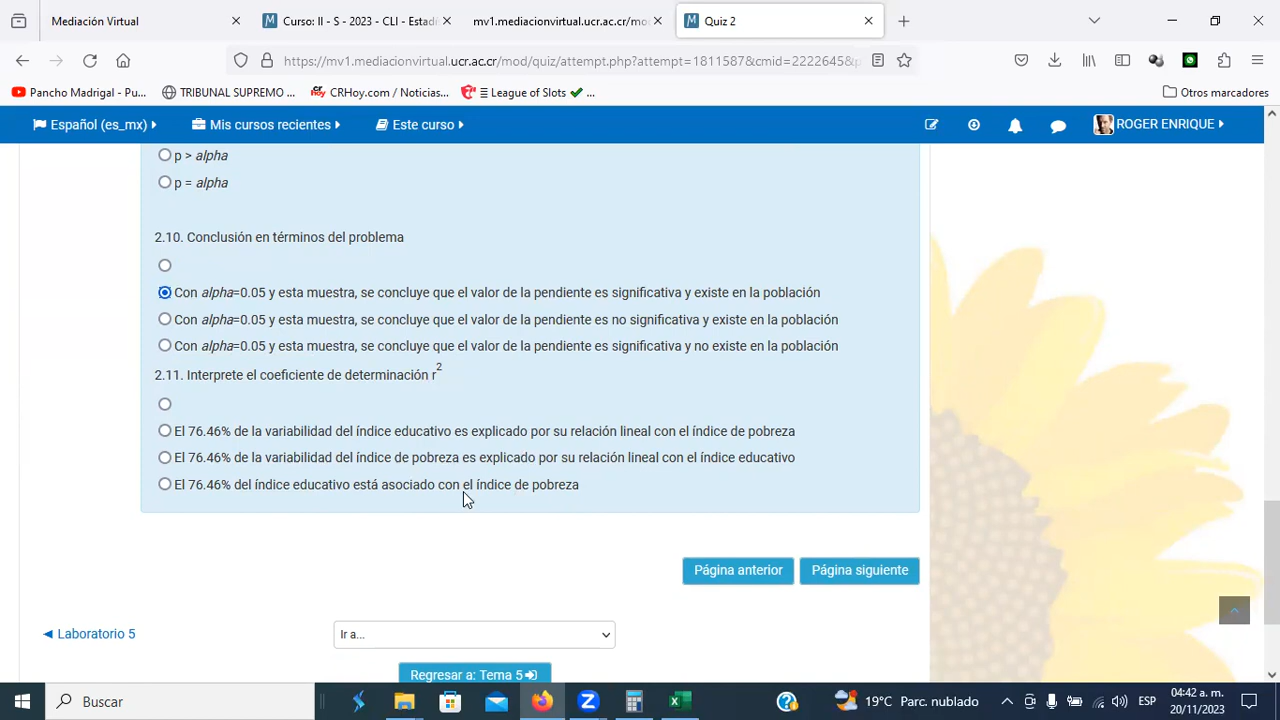 Mediación Virtual
Curso: II - S - 2023 - CLI - Estadí
mv1.mediacionvirtual.ucr.ac.cr/mo
Quiz 2
https://mv1.mediacionvirtual.ucr.ac.cr/mod/quiz/attempt.php?attempt=1811587&cmid=2222645&p
Pancho Madrigal - Pu...
TRIBUNAL SUPREMO ...
CRHoy.com / Noticias...
☰ League of Slots ✔ ...
Otros marcadores
Español (es_mx)
Mis cursos recientes
Este curso
ROGER ENRIQUE
p > alpha
p = alpha
2.10. Conclusión en términos del problema
Con alpha=0.05 y esta muestra, se concluye que el valor de la pendiente es significativa y existe en la población
Con alpha=0.05 y esta muestra, se concluye que el valor de la pendiente es no significativa y existe en la población
Con alpha=0.05 y esta muestra, se concluye que el valor de la pendiente es significativa y no existe en la población
2.11. Interprete el coeficiente de determinación r²
El 76.46% de la variabilidad del índice educativo es explicado por su relación lineal con el índice de pobreza
El 76.46% de la variabilidad del índice de pobreza es explicado por su relación lineal con el índice educativo
El 76.46% del índice educativo está asociado con el índice de pobreza
Página anterior
Página siguiente
◄ Laboratorio 5
Ir a...
Regresar a: Tema 5
Buscar
19°C Parc. nublado
ESP
04:42 a. m.
20/11/2023